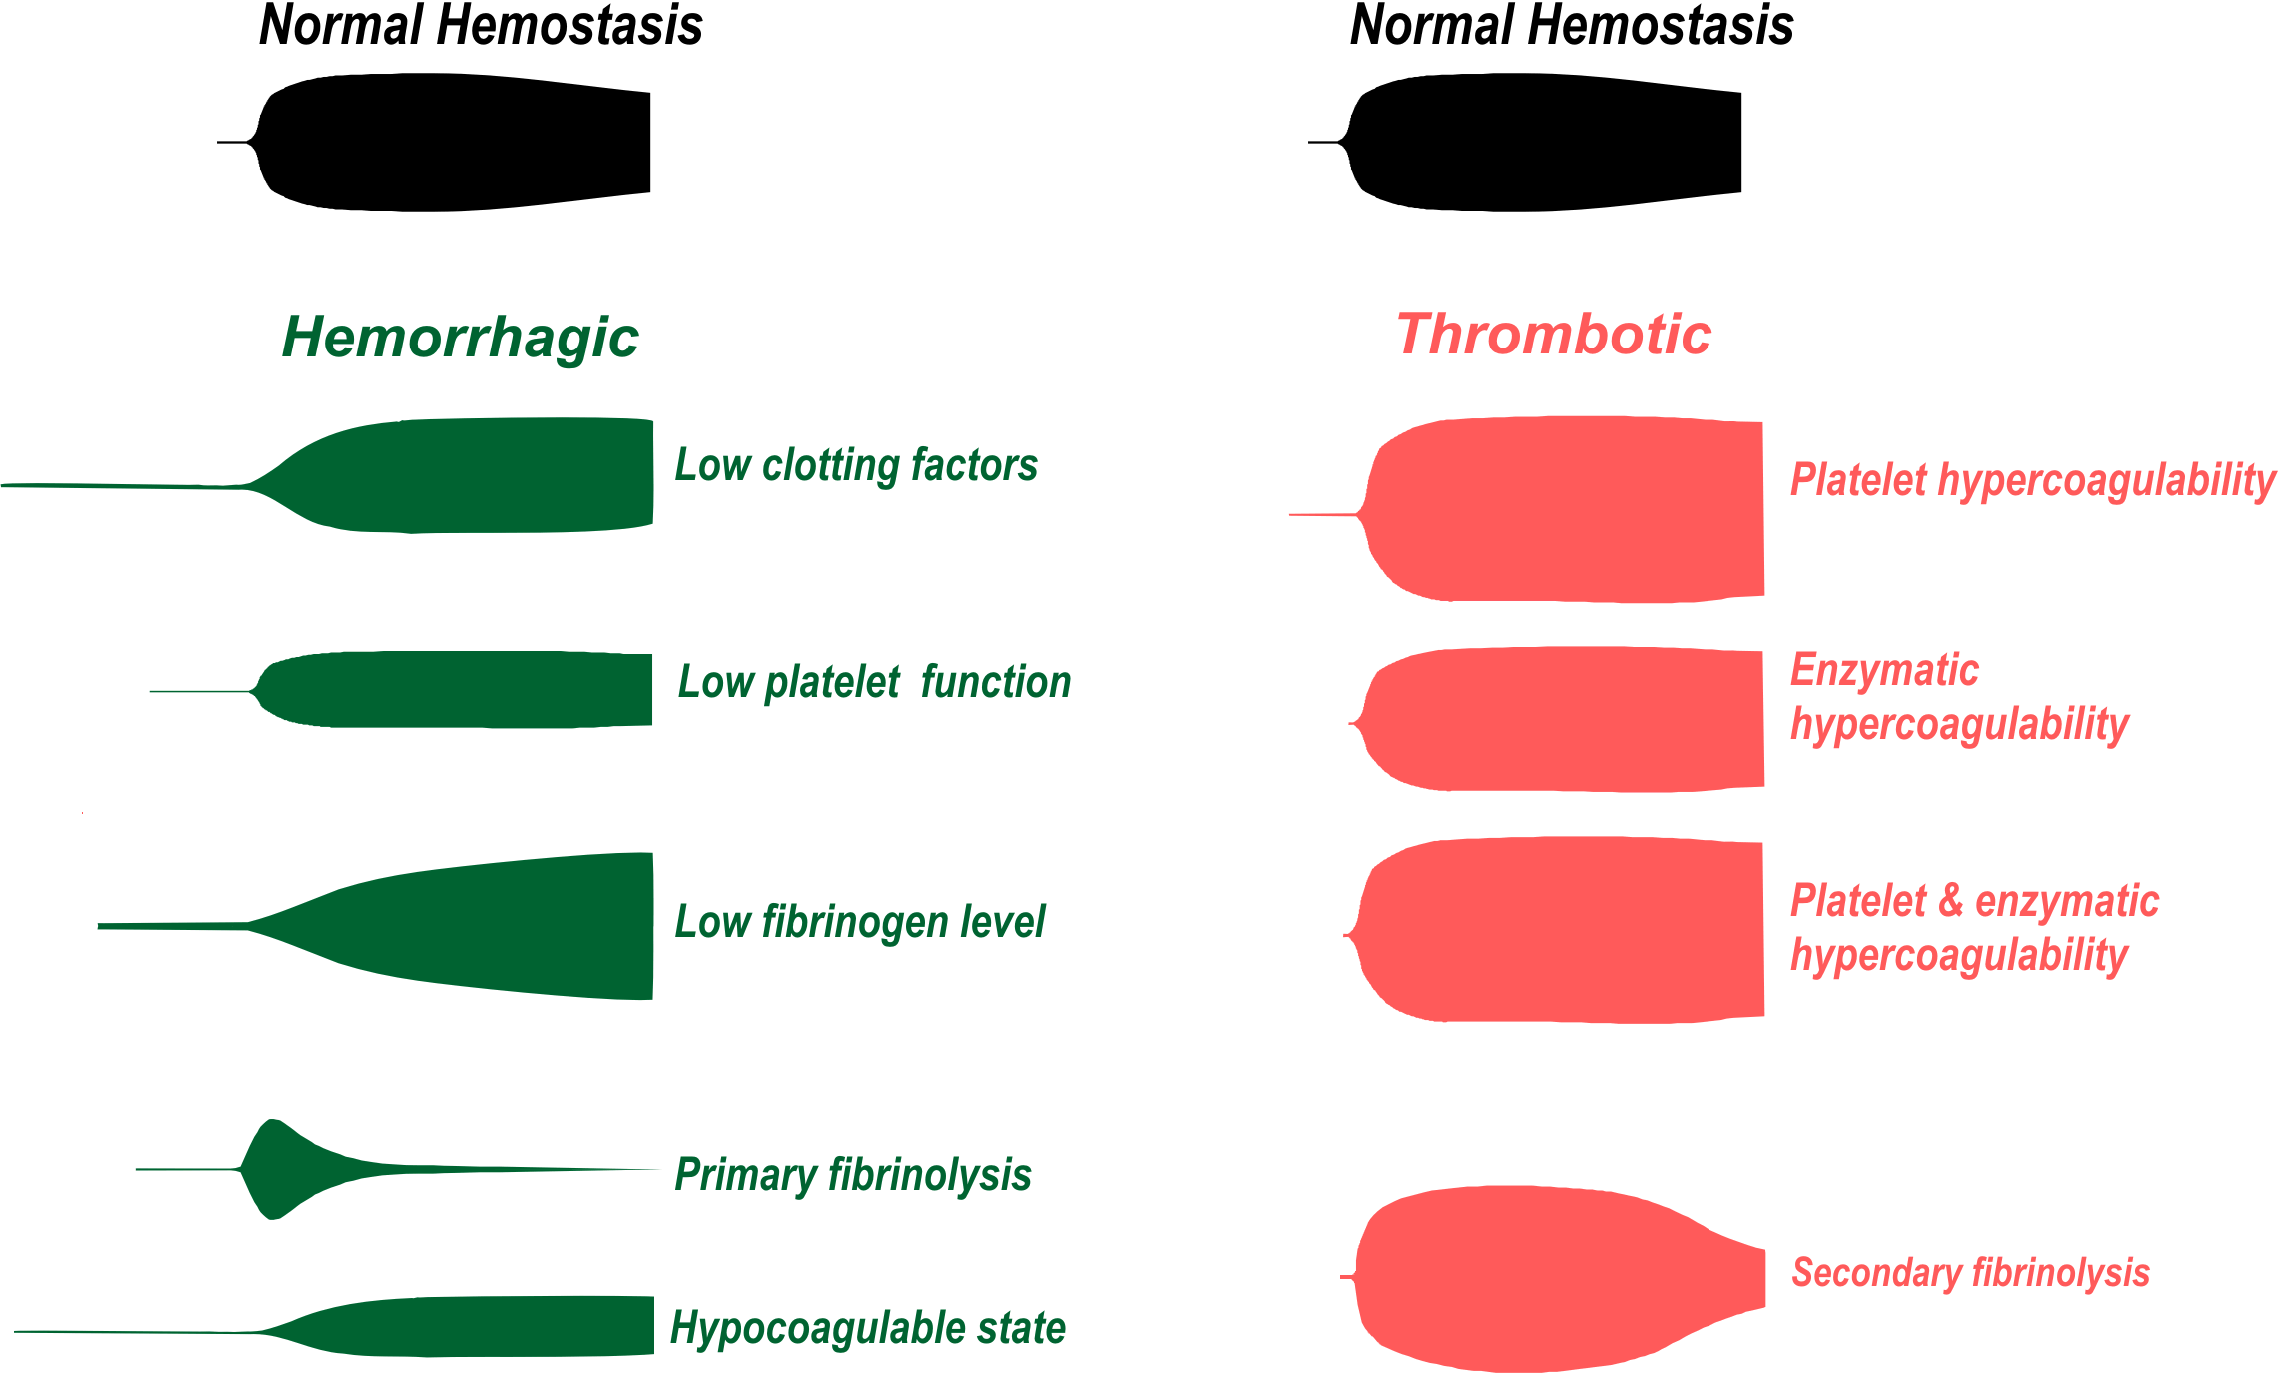 Normal Hemostasis
Hemorrhagic
Low clotting factors
Low platelet function
Low fibrinogen level
Primary fibrinolysis
Hypocoagulable state
Normal Hemostasis
Thrombotic
Platelet hypercoagulability
Enzymatic
hypercoagulability
Platelet & enzymatic
hypercoagulability
Secondary fibrinolysis